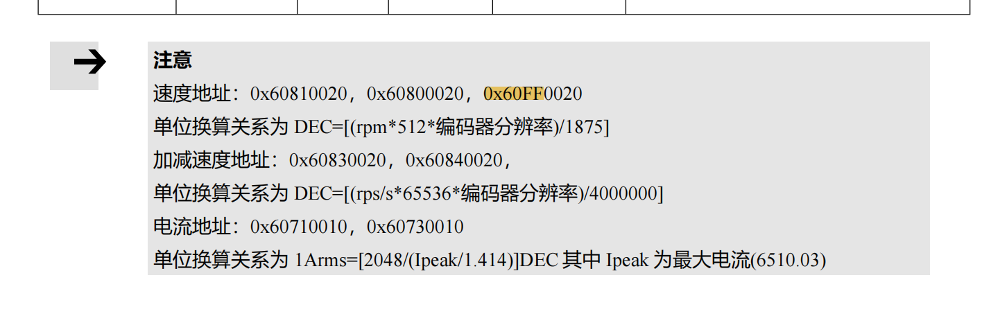 注意
速度地址：0x60810020，0x60800020，0x60FF0020
单位换算关系为 DEC=[(rpm*512*编码器分辨率)/1875]
加减速度地址：0x60830020，0x60840020，
单位换算关系为 DEC=[(rps/s*65536*编码器分辨率)/4000000]
电流地址：0x60710010，0x60730010
单位换算关系为 1Arms=[2048/(Ipeak/1.414)]DEC 其中 Ipeak 为最大电流(6510.03)